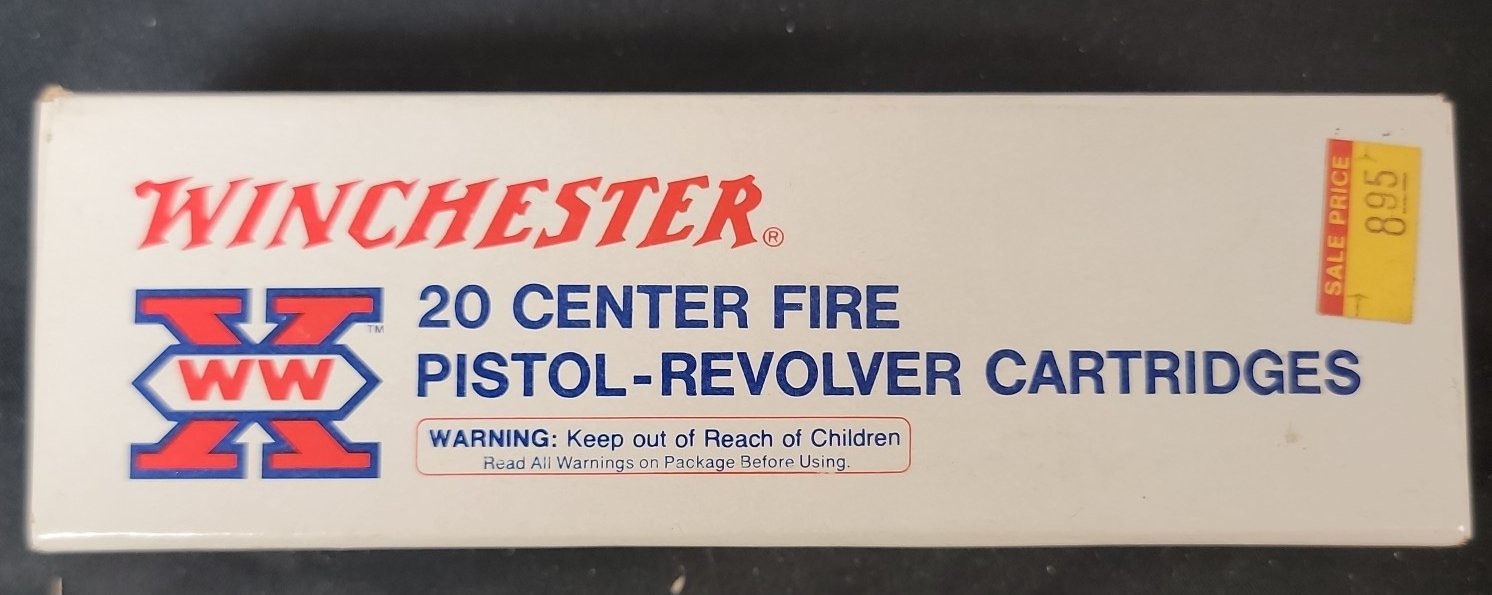 WINCHESTER®
X
WW
TM
20 CENTER FIRE
PISTOL-REVOLVER CARTRIDGES
WARNING: Keep out of Reach of Children
Read All Warnings on Package Before Using.
SALE PRICE
895